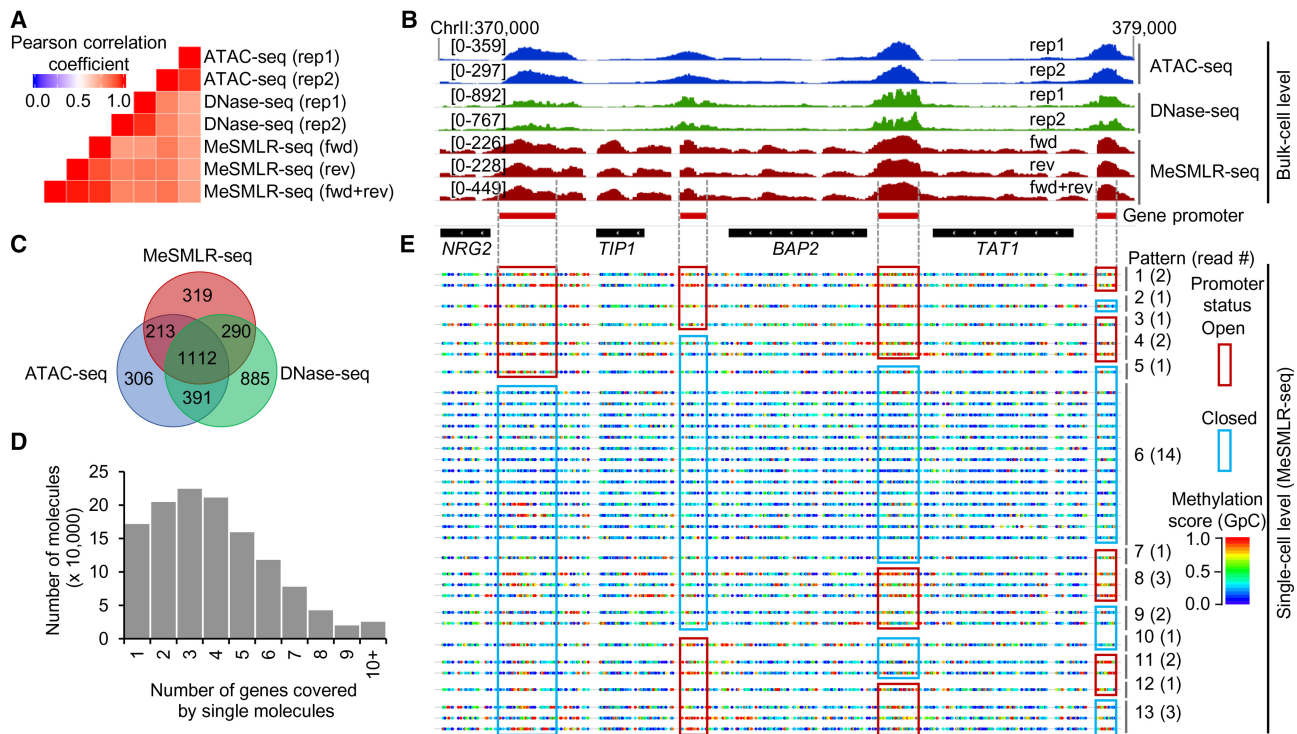 A
Pearson correlation
coefficient
0.0 0.5 1.0
ATAC-seq (rep1)
ATAC-seq (rep2)
DNase-seq (rep1)
DNase-seq (rep2)
MeSMLR-seq (fwd)
MeSMLR-seq (rev)
MeSMLR-seq (fwd+rev)
B
ChrII:370,000
379,000
[0-359] rep1
[0-297] rep2
ATAC-seq
[0-892] rep1
[0-767] rep2
DNase-seq
[0-226] fwd
[0-228] rev
[0-449] fwd+rev
MeSMLR-seq
Bulk-cell level
Gene promoter
NRG2 TIP1 BAP2 TAT1
C
MeSMLR-seq
319
213 290
1112
ATAC-seq 306 885 DNase-seq
391
D
Number of molecules
(x 10,000)
25
20
15
10
5
0
1 2 3 4 5 6 7 8 9 10+
Number of genes covered
by single molecules
E
Pattern (read #)
1 (2)
2 (1)
3 (1)
4 (2)
5 (1)
6 (14)
7 (1)
8 (3)
9 (2)
10 (1)
11 (2)
12 (1)
13 (3)
Promoter
status
Open
Closed
Methylation
score (GpC)
1.0
0.5
0.0
Single-cell level (MeSMLR-seq)